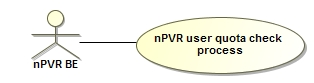 nPVR user quota check
process
nPVR BE